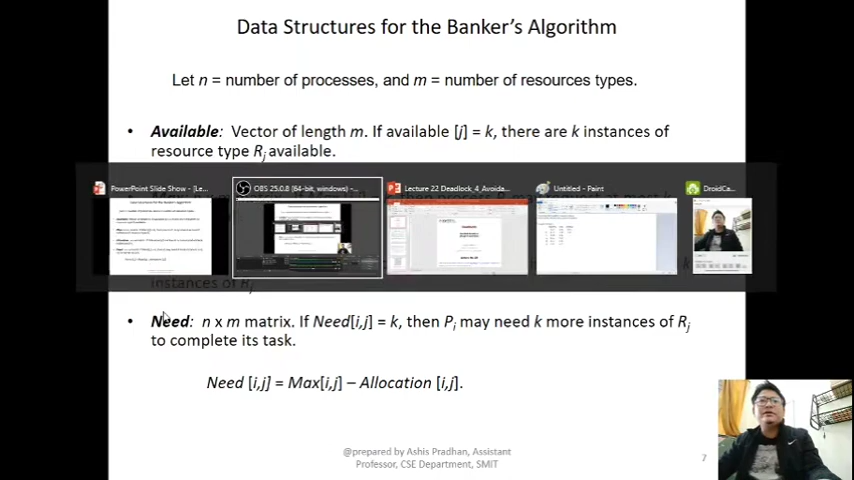 Data Structures for the Banker's Algorithm
Let n = number of processes, and m = number of resources types.
• Available: Vector of length m. If available [j] = k, there are k instances of
resource type Rj available.
PowerPoint Slide Show - [Le...
OBS 25.0.8 (64-bit, windows) -...
Lecture 22 Deadlock_4_Avoida...
Untitled - Paint
DroidCa...
instances of Rj
• Need: n x m matrix. If Need[i,j] = k, then Pi may need k more instances of Rj
to complete its task.
Need [i,j] = Max[i,j] – Allocation [i,j].
@prepared by Ashis Pradhan, Assistant
Professor, CSE Department, SMIT
7